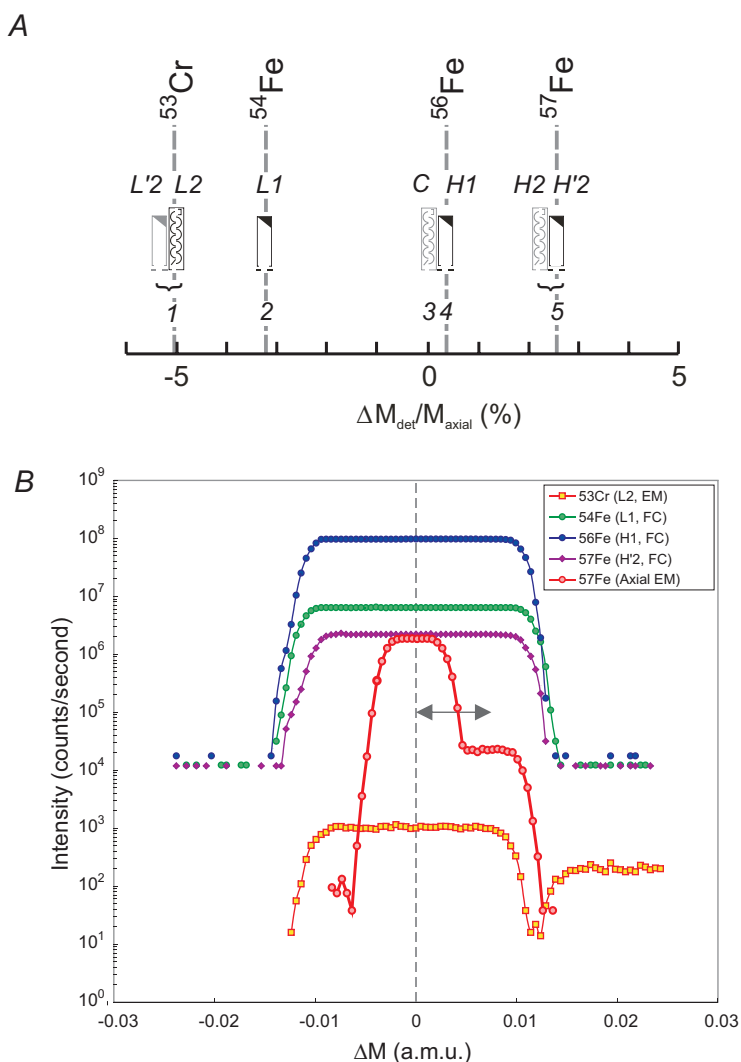 A
53Cr 54Fe 56Fe 57Fe
L'2 L2 L1 C H1 H2 H'2
1 2 3 4 5
-5 0 5
ΔMdet/Maxial (%)
B
Intensity (counts/second)
10^9
10^8
10^7
10^6
10^5
10^4
10^3
10^2
10^1
10^0
53Cr (L2, EM)
54Fe (L1, FC)
56Fe (H1, FC)
57Fe (H'2, FC)
57Fe (Axial EM)
-0.03 -0.02 -0.01 0 0.01 0.02 0.03
ΔM (a.m.u.)